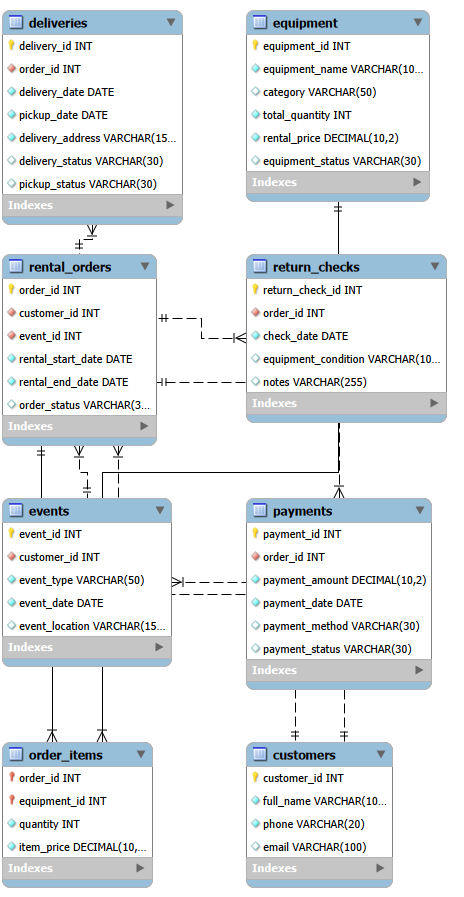 deliveries
delivery_id INT
order_id INT
delivery_date DATE
pickup_date DATE
delivery_address VARCHAR(15...
delivery_status VARCHAR(30)
pickup_status VARCHAR(30)
Indexes
equipment
equipment_id INT
equipment_name VARCHAR(10...
category VARCHAR(50)
total_quantity INT
rental_price DECIMAL(10,2)
equipment_status VARCHAR(30)
Indexes
rental_orders
order_id INT
customer_id INT
event_id INT
rental_start_date DATE
rental_end_date DATE
order_status VARCHAR(3...
Indexes
return_checks
return_check_id INT
order_id INT
check_date DATE
equipment_condition VARCHAR(10...
notes VARCHAR(255)
Indexes
events
event_id INT
customer_id INT
event_type VARCHAR(50)
event_date DATE
event_location VARCHAR(15...
Indexes
payments
payment_id INT
order_id INT
payment_amount DECIMAL(10,2)
payment_date DATE
payment_method VARCHAR(30)
payment_status VARCHAR(30)
Indexes
order_items
order_id INT
equipment_id INT
quantity INT
item_price DECIMAL(10,...
Indexes
customers
customer_id INT
full_name VARCHAR(10...
phone VARCHAR(20)
email VARCHAR(100)
Indexes